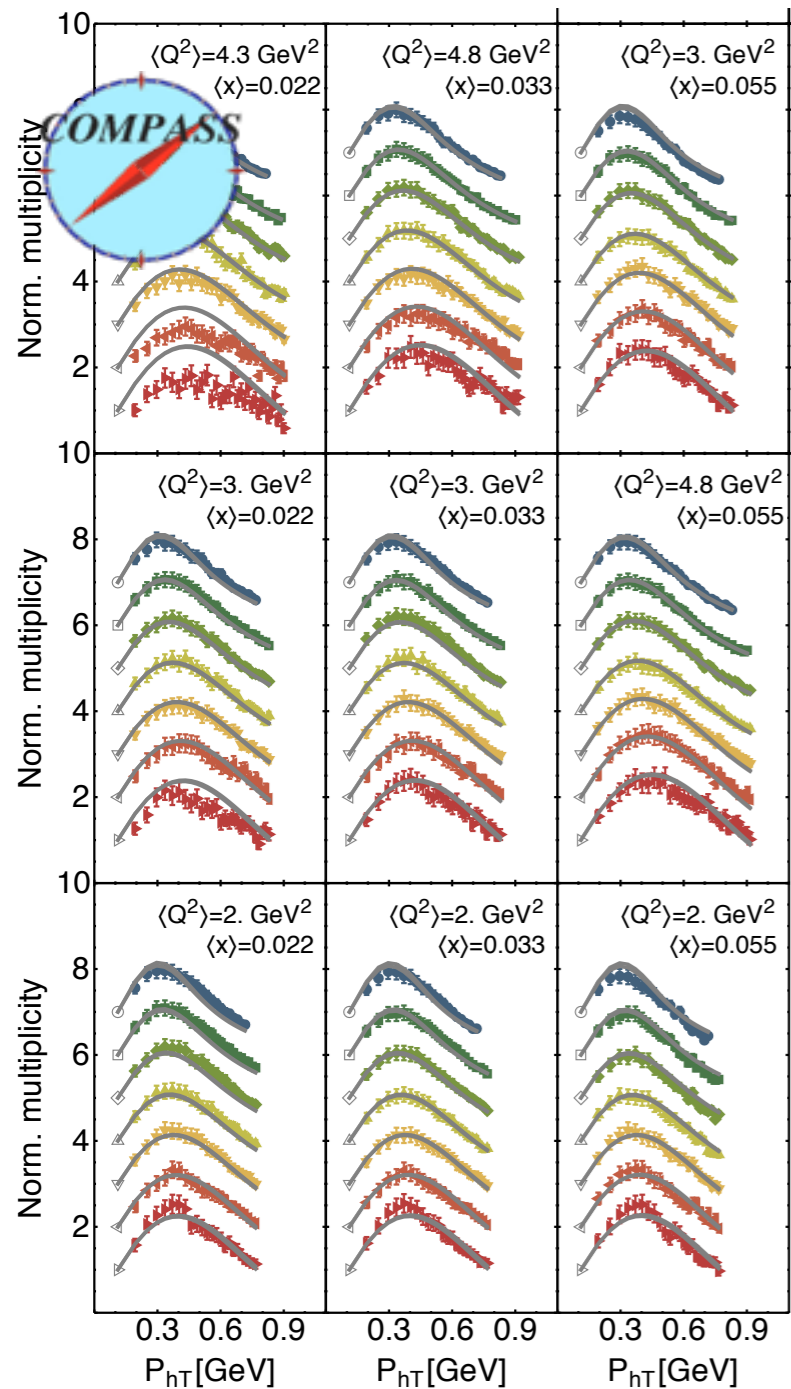 10
⟨Q²⟩=4.3 GeV²
⟨x⟩=0.022
⟨Q²⟩=4.8 GeV²
⟨x⟩=0.033
⟨Q²⟩=3. GeV²
⟨x⟩=0.055
COMPASS
Norm. multiplicity
4
2
10
⟨Q²⟩=3. GeV²
⟨x⟩=0.022
⟨Q²⟩=3. GeV²
⟨x⟩=0.033
⟨Q²⟩=4.8 GeV²
⟨x⟩=0.055
Norm. multiplicity
8
6
4
2
10
⟨Q²⟩=2. GeV²
⟨x⟩=0.022
⟨Q²⟩=2. GeV²
⟨x⟩=0.033
⟨Q²⟩=2. GeV²
⟨x⟩=0.055
Norm. multiplicity
8
6
4
2
0.3 0.6 0.9 0.3 0.6 0.9 0.3 0.6 0.9
P_hT[GeV] P_hT[GeV] P_hT[GeV]